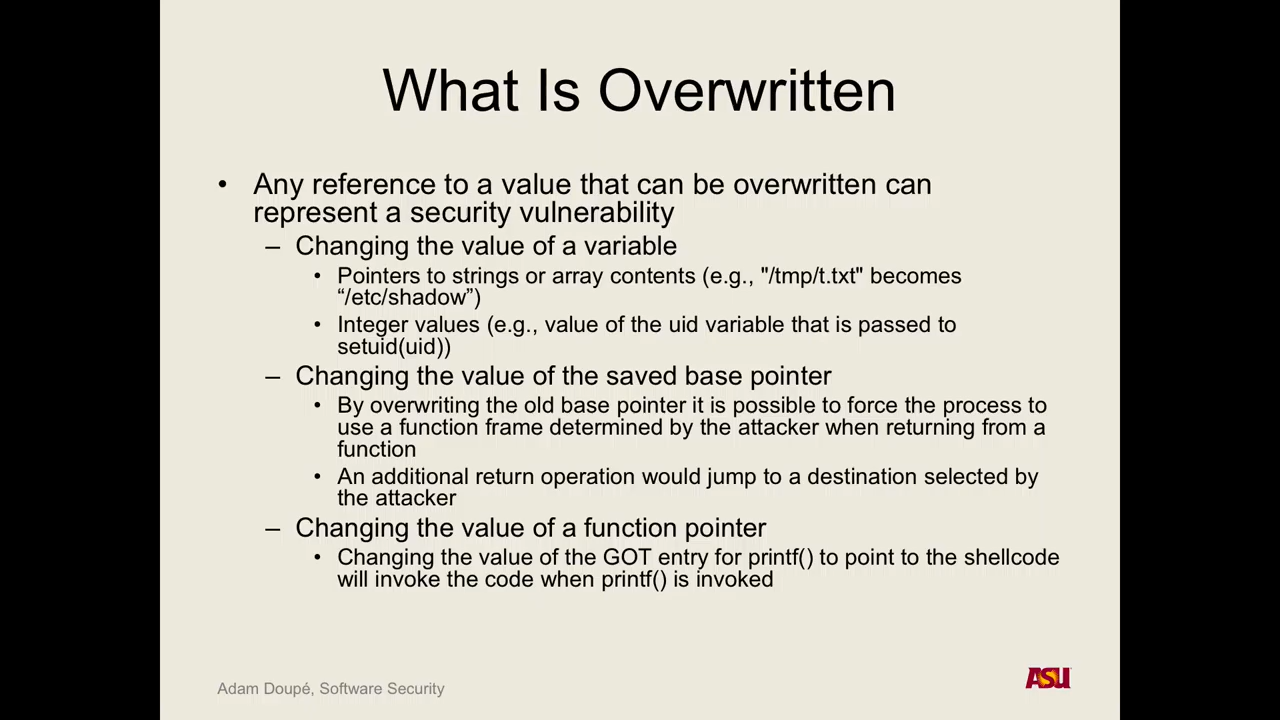 What Is Overwritten
• Any reference to a value that can be overwritten can
represent a security vulnerability
– Changing the value of a variable
• Pointers to strings or array contents (e.g., "/tmp/t.txt" becomes
“/etc/shadow”)
• Integer values (e.g., value of the uid variable that is passed to
setuid(uid))
– Changing the value of the saved base pointer
• By overwriting the old base pointer it is possible to force the process to
use a function frame determined by the attacker when returning from a
function
• An additional return operation would jump to a destination selected by
the attacker
– Changing the value of a function pointer
• Changing the value of the GOT entry for printf() to point to the shellcode
will invoke the code when printf() is invoked
Adam Doupé, Software Security
ASU